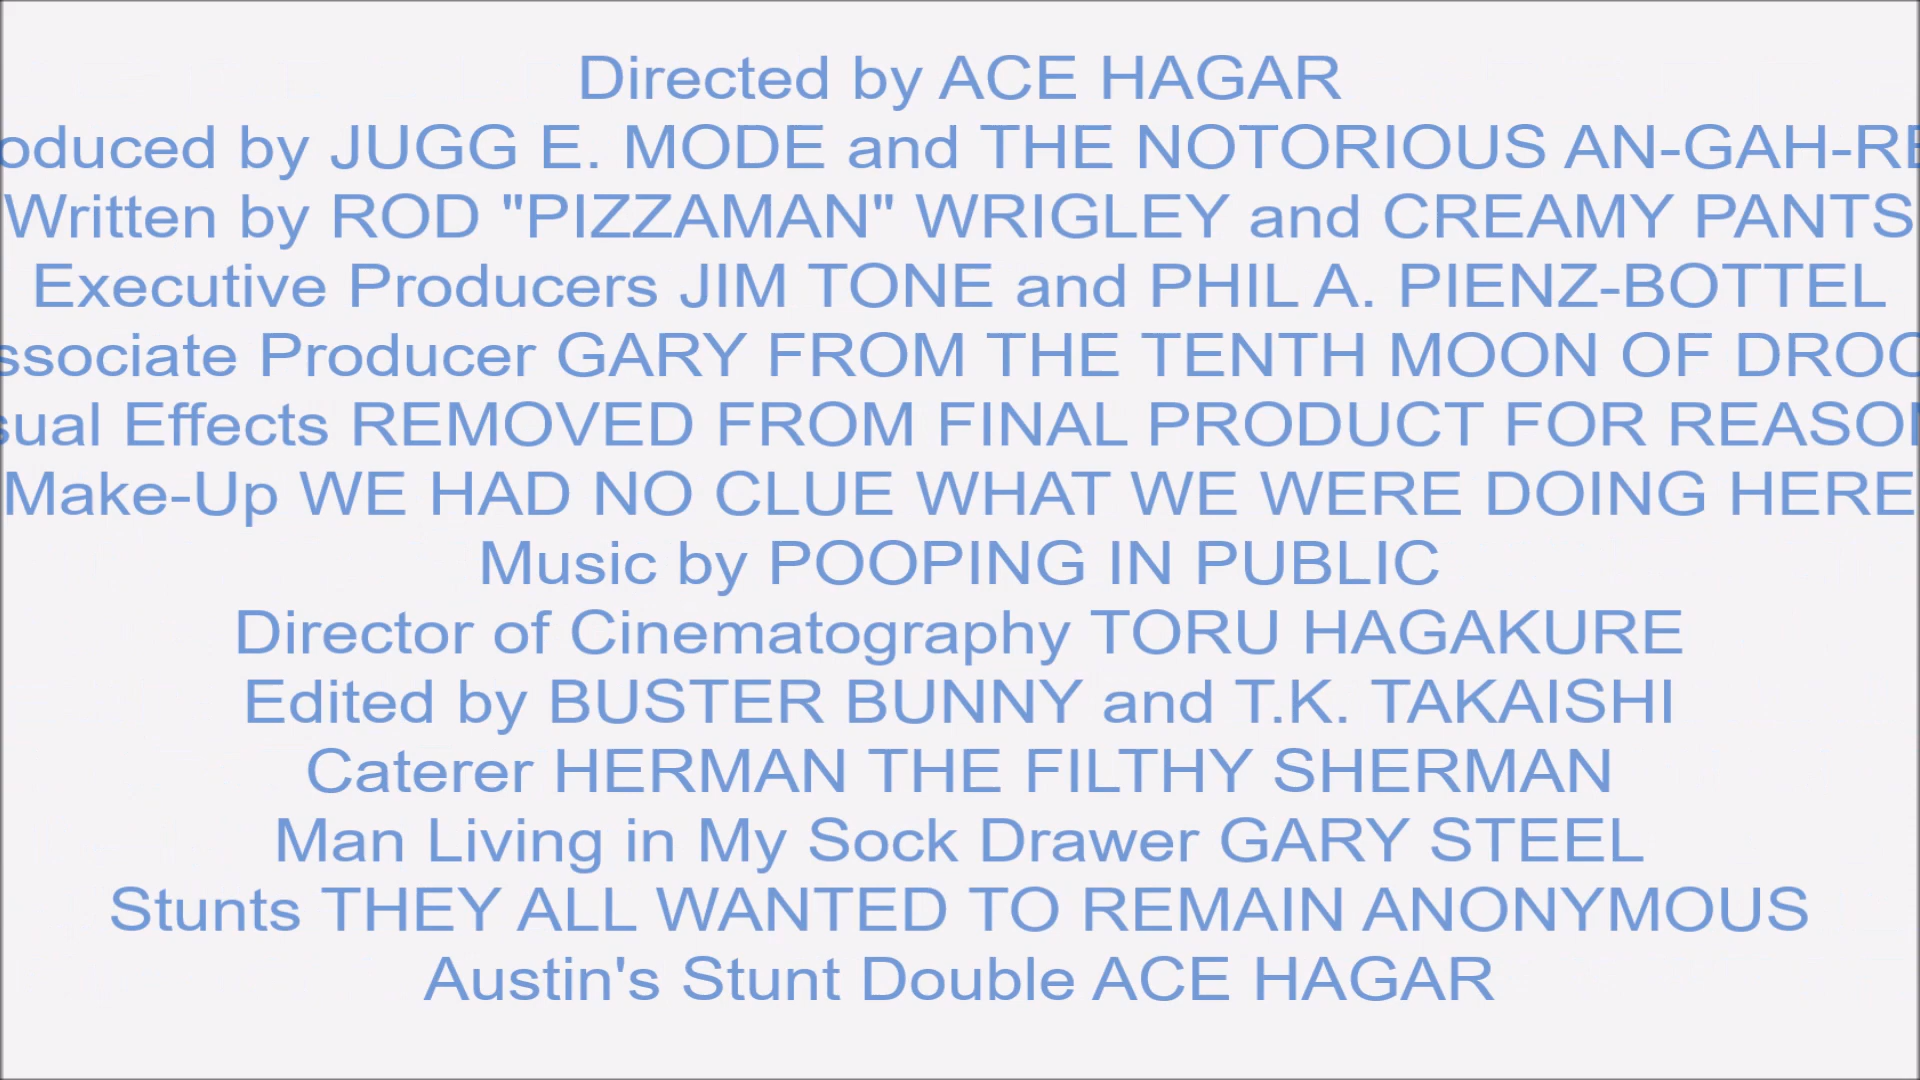 Directed by ACE HAGAR
oduced by JUGG E. MODE and THE NOTORIOUS AN-GAH-RE
Written by ROD "PIZZAMAN" WRIGLEY and CREAMY PANTS
Executive Producers JIM TONE and PHIL A. PIENZ-BOTTEL
ssociate Producer GARY FROM THE TENTH MOON OF DROO
sual Effects REMOVED FROM FINAL PRODUCT FOR REASON
Make-Up WE HAD NO CLUE WHAT WE WERE DOING HERE
Music by POOPING IN PUBLIC
Director of Cinematography TORU HAGAKURE
Edited by BUSTER BUNNY and T.K. TAKAISHI
Caterer HERMAN THE FILTHY SHERMAN
Man Living in My Sock Drawer GARY STEEL
Stunts THEY ALL WANTED TO REMAIN ANONYMOUS
Austin's Stunt Double ACE HAGAR